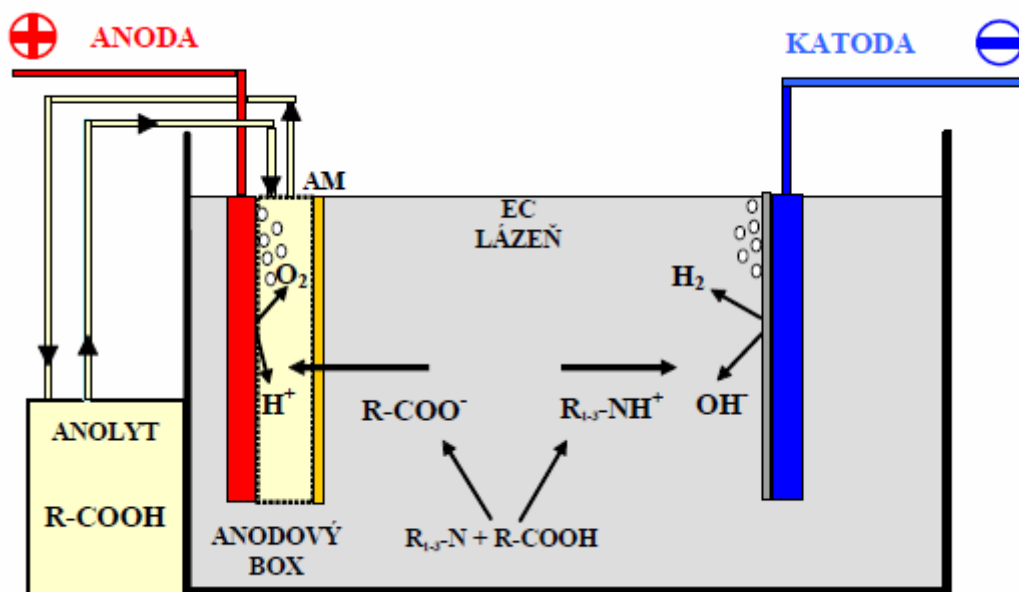 ANODA
KATODA
AM
EC
LÁZEŇ
O₂
H₂
H⁺
R-COO⁻
R₁₋₃-NH⁺
OH⁻
ANOLYT
R-COOH
ANODOVÝ
BOX
R₁₋₃-N + R-COOH